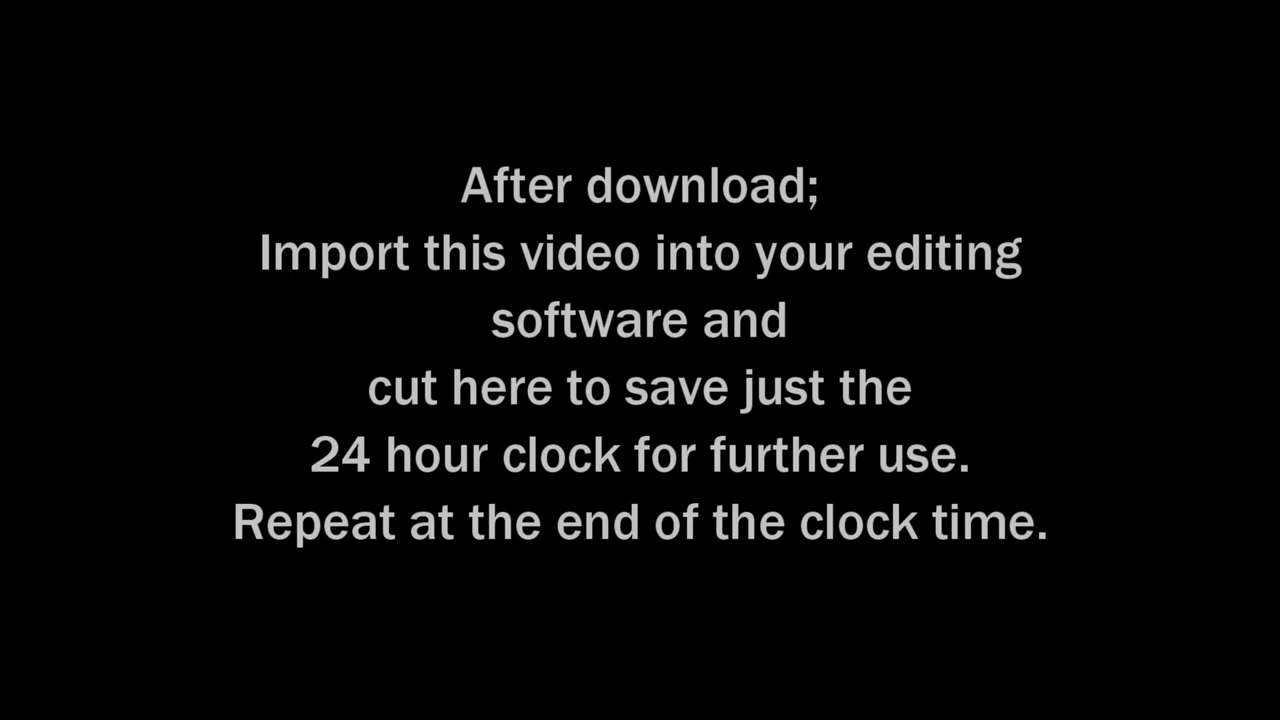 After download;
Import this video into your editing
software and
cut here to save just the
24 hour clock for further use.
Repeat at the end of the clock time.